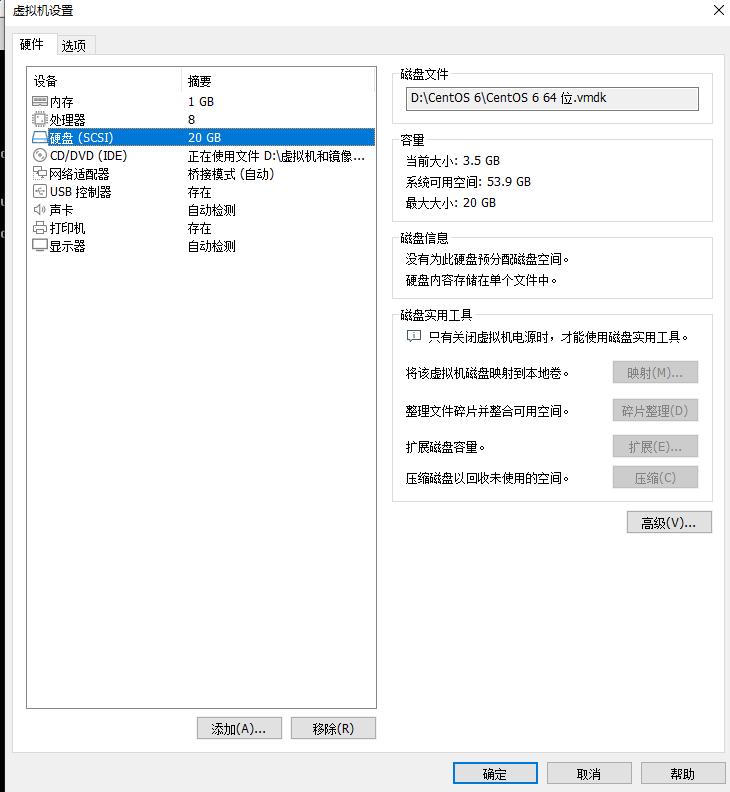 虚拟机设置
硬件 选项
设备 摘要
内存 1 GB
处理器 8
硬盘 (SCSI) 20 GB
CD/DVD (IDE) 正在使用文件 D:\虚拟机和镜像...
网络适配器 桥接模式 (自动)
USB 控制器 存在
声卡 自动检测
打印机 存在
显示器 自动检测
添加(A)... 移除(R)
磁盘文件
D:\CentOS 6\CentOS 6 64 位.vmdk
容量
当前大小: 3.5 GB
系统可用空间: 53.9 GB
最大大小: 20 GB
磁盘信息
没有为此硬盘预分配磁盘空间。
硬盘内容存储在单个文件中。
磁盘实用工具
只有关闭虚拟机电源时，才能使用磁盘实用工具。
将该虚拟机磁盘映射到本地卷。 映射(M)...
整理文件碎片并整合可用空间。 碎片整理(D)
扩展磁盘容量。 扩展(E)...
压缩磁盘以回收未使用的空间。 压缩(C)
高级(V)...
确定 取消 帮助